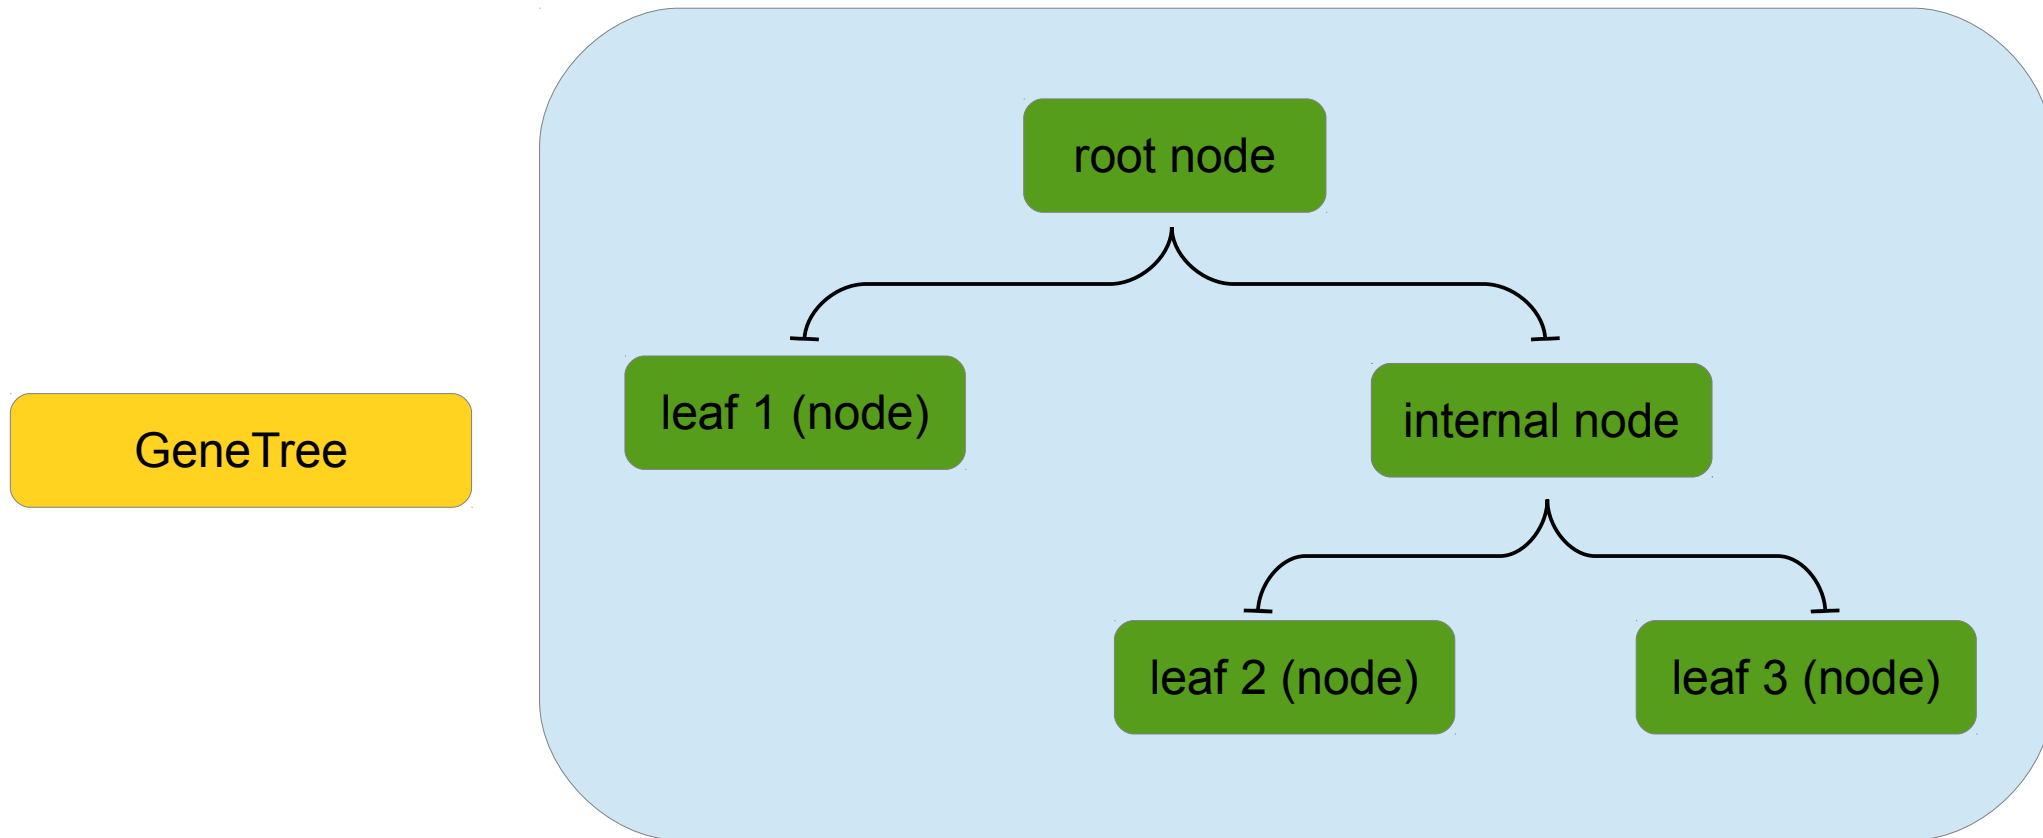 root node
leaf 1 (node)
internal node
GeneTree
leaf 2 (node)
leaf 3 (node)